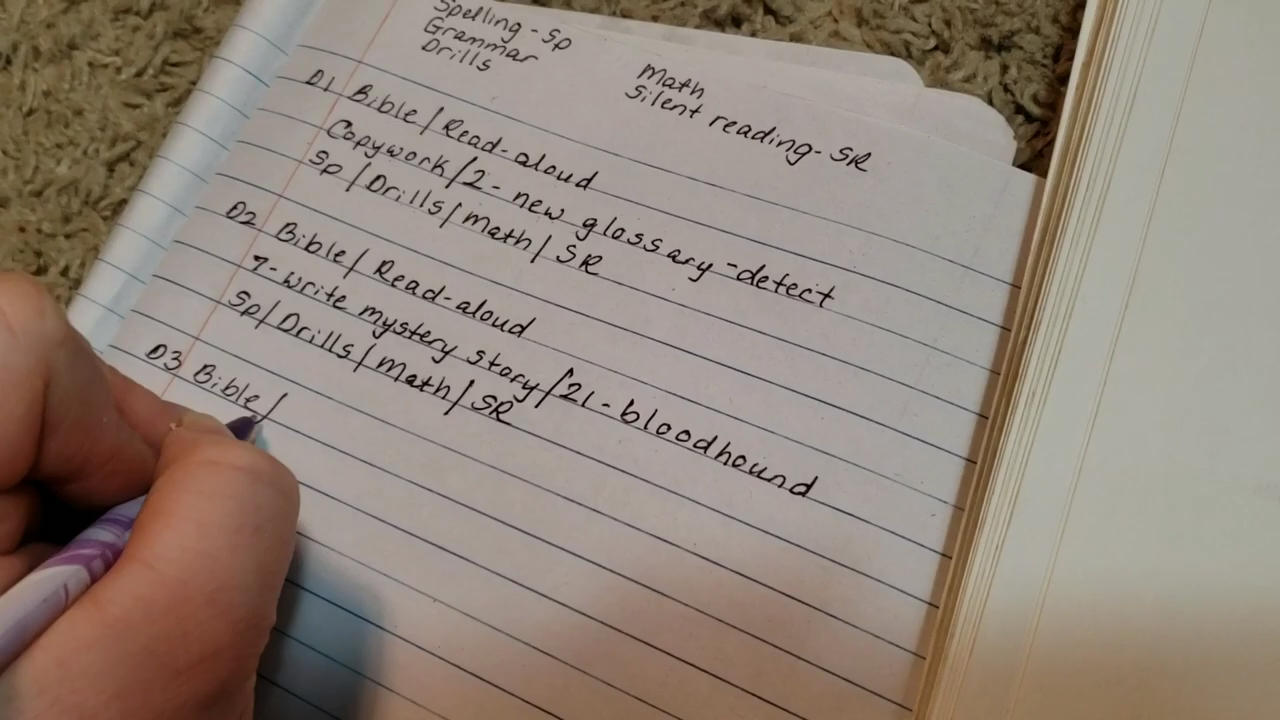 Spelling - Sp
Grammar
Drills
Math
Silent reading - SR
D1 Bible/Read-aloud
Copywork/2- new glossary-detect
Sp/Drills/Math/SR
D2 Bible/Read-aloud
7-write mystery story/21-bloodhound
Sp/Drills/Math/SR
D3 Bible/